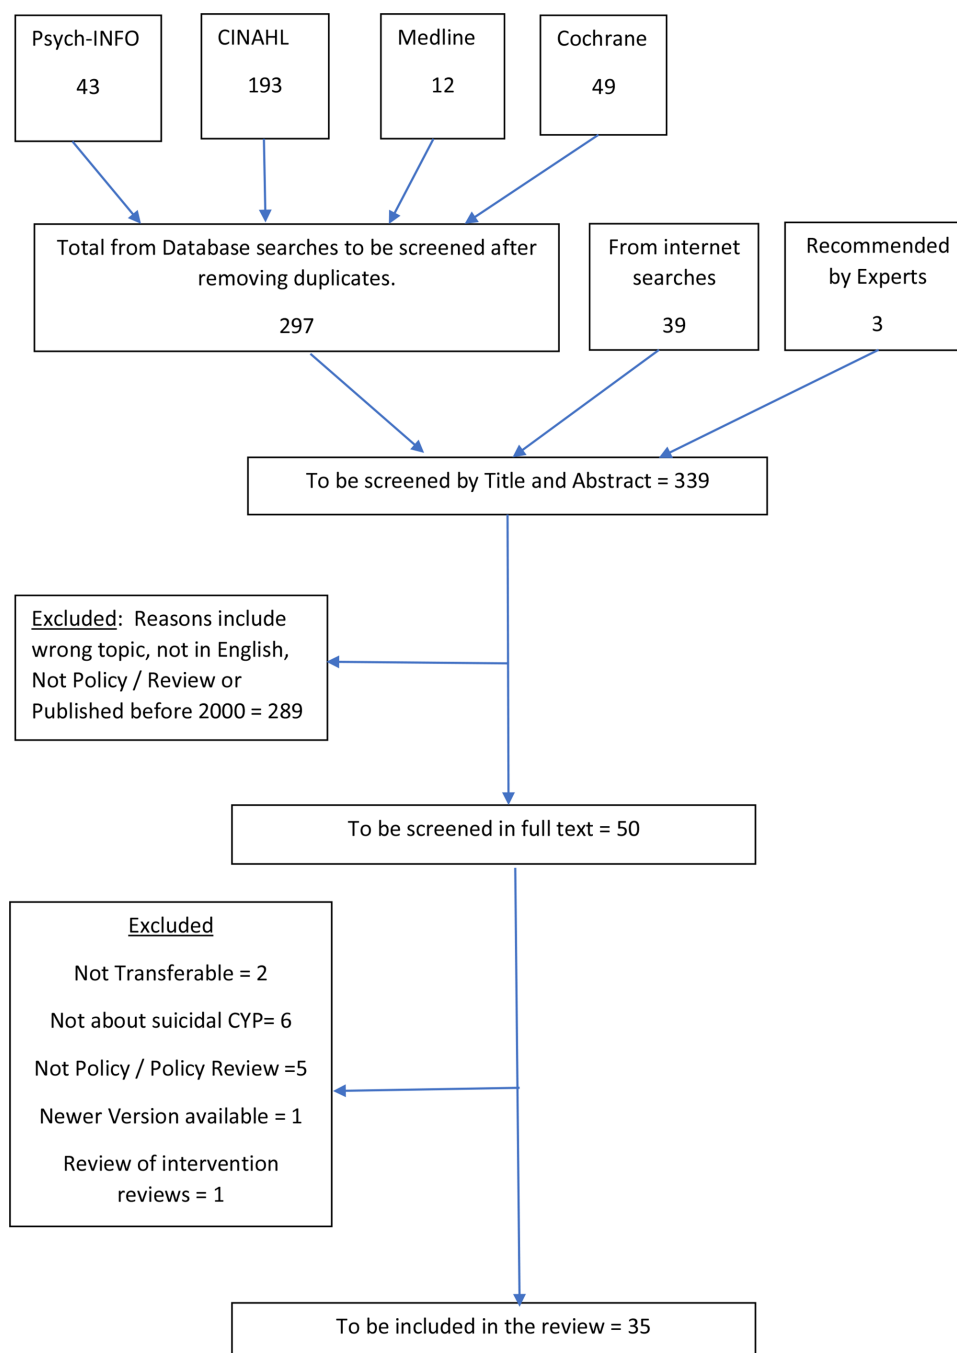 Psych-INFO
43
CINAHL
193
Medline
12
Cochrane
49
Total from Database searches to be screened after
removing duplicates.
297
From internet
searches
39
Recommended
by Experts
3
To be screened by Title and Abstract = 339
Excluded:  Reasons include
wrong topic, not in English,
Not Policy / Review or
Published before 2000 = 289
To be screened in full text = 50
Excluded
Not Transferable = 2
Not about suicidal CYP= 6
Not Policy / Policy Review =5
Newer Version available = 1
Review of intervention
reviews = 1
To be included in the review = 35